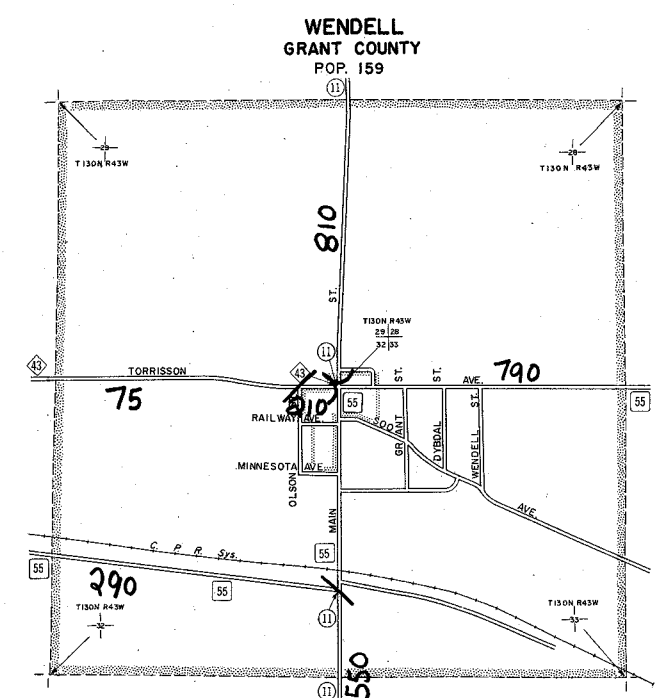 WENDELL
GRANT COUNTY
POP. 159
11
29
T130N R43W
28
T130N R43W
810
ST.
T130N R43W
29 28
32 33
11
43
43
TORRISSON
AVE.
790
75
ST.
ST.
ST.
55
55
210
RAILWAY AVE.
SOO
GRANT
DYBDAL
WENDELL
MINNESOTA AVE.
OLSON
MAIN
AVE.
C. P. R. Sys.
55
55
290
55
T130N R43W
32
T130N R43W
33
11
550
11